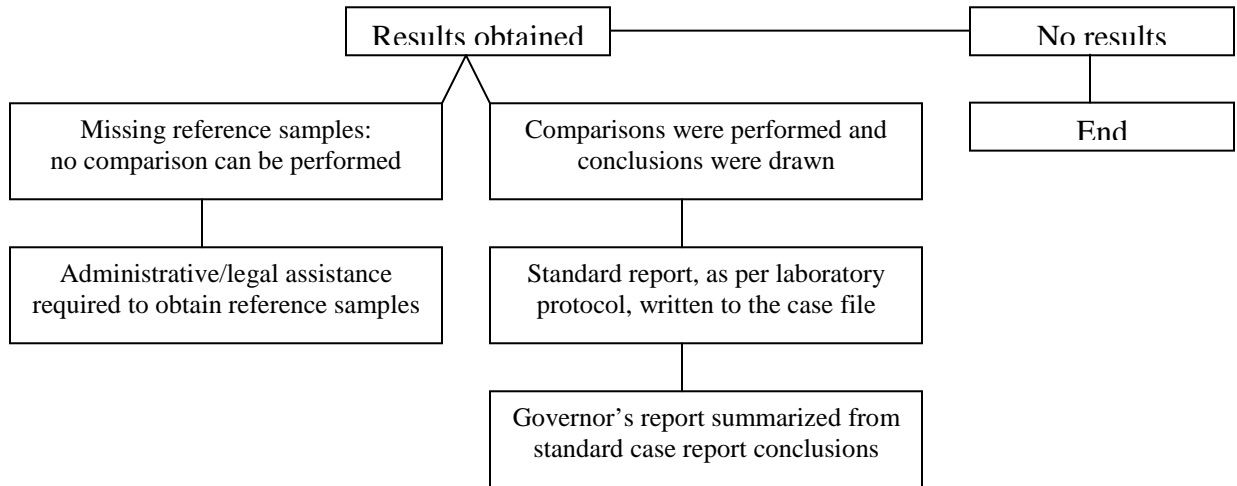 Results obtained
No results
End
Missing reference samples:
no comparison can be performed
Comparisons were performed and
conclusions were drawn
Administrative/legal assistance
required to obtain reference samples
Standard report, as per laboratory
protocol, written to the case file
Governor’s report summarized from
standard case report conclusions